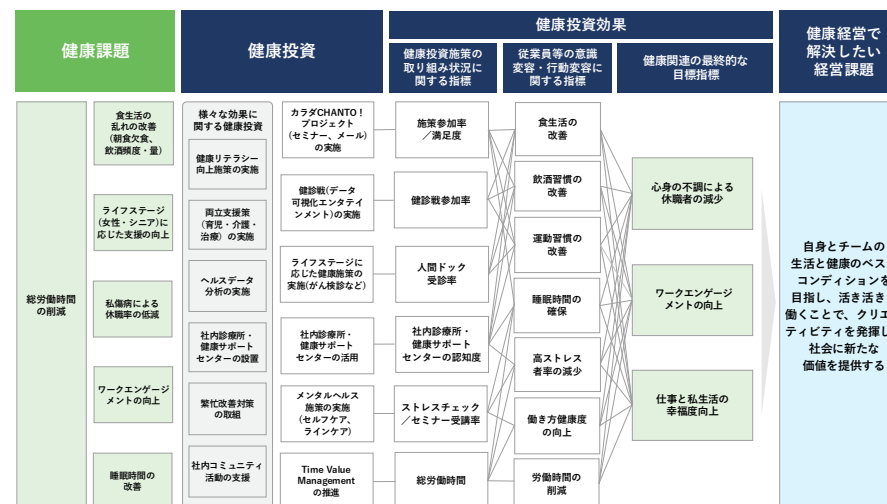 健康課題
総労働時間
の削減
食生活の
乱れの改善
(朝食欠食、
飲酒頻度・量)
ライフステージ
(女性・シニア)に
応じた支援の向上
私傷病による
休職率の低減
ワークエンゲージ
メントの向上
睡眠時間の
改善
健康投資
様々な効果に
関する健康投資
健康リテラシー
向上施策の実施
両立支援策
(育児・介護・
治療) の実施
ヘルスデータ
分析の実施
社内診療所・
健康サポート
センターの設置
繁忙改善対策
の取組
社内コミュニティ
活動の支援
カラダCHANTO！
プロジェクト
(セミナー、メール)
の実施
健診戦(データ
可視化エンタテイ
ンメント)の実施
ライフステージに
応じた健康施策の
実施(がん検診など)
社内診療所・
健康サポート
センターの活用
メンタルヘルス
施策の実施
(セルフケア、
ラインケア)
Time Value
Management
の推進
健康投資効果
健康投資施策の
取り組み状況に
関する指標
施策参加率
／満足度
健診戦参加率
人間ドック
受診率
社内診療所・
健康サポート
センターの認知度
ストレスチェック
／セミナー受講率
総労働時間
従業員等の意識
変容・行動変容に
関する指標
食生活の
改善
飲酒習慣の
改善
運動習慣の
改善
睡眠時間の
確保
高ストレス
者率の減少
働き方健康度
の向上
労働時間の
削減
健康関連の最終的な
目標指標
心身の不調による
休職者の減少
ワークエンゲージ
メントの向上
仕事と私生活の
幸福度向上
健康経営で
解決したい
経営課題
自身とチームの
生活と健康のベス
コンディションを
目指し、活き活き
働くことで、クリエ
ティビティを発揮し
社会に新たな
価値を提供する